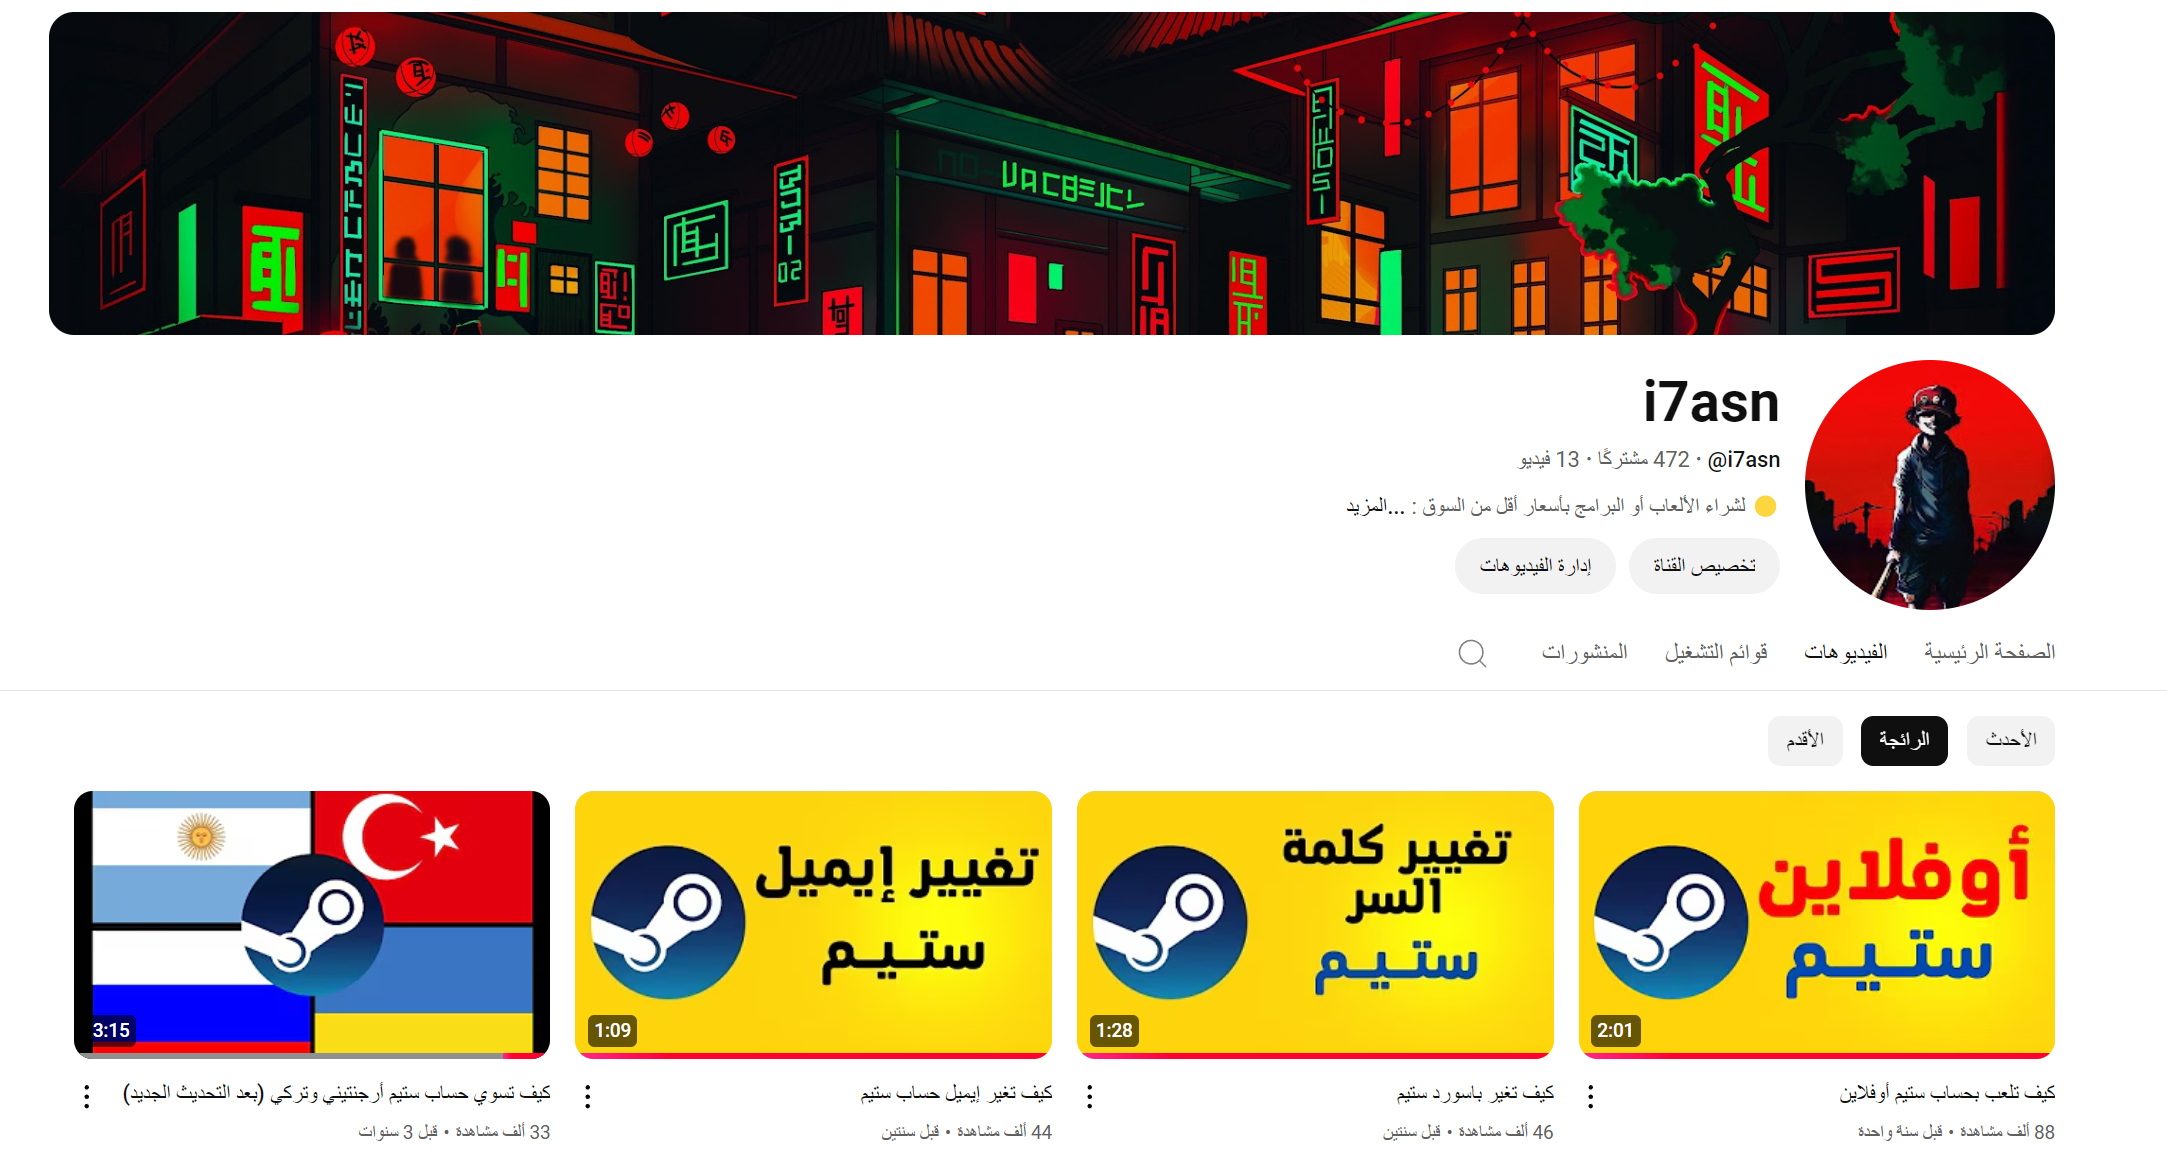 i7asn
@i7asn • 472 مشتركًا • 13 فيديو
لشراء الألعاب أو البرامج بأسعار أقل من السوق : ...المزيد
تخصيص القناة
إدارة الفيديوهات
الصفحة الرئيسية
الفيديوهات
قوائم التشغيل
المنشورات
الأحدث
الرائجة
الأقدم
أوفلاين
ستيم
2:01
كيف تلعب بحساب ستيم أوفلاين
88 ألف مشاهدة • قبل سنة واحدة
تغيير كلمة
السر
ستيم
1:28
كيف تغير باسورد ستيم
46 ألف مشاهدة • قبل سنتين
تغيير إيميل
ستيم
1:09
كيف تغير إيميل حساب ستيم
44 ألف مشاهدة • قبل سنتين
3:15
كيف تسوي حساب ستيم أرجنتيني وتركي (بعد التحديث الجديد)
33 ألف مشاهدة • قبل 3 سنوات